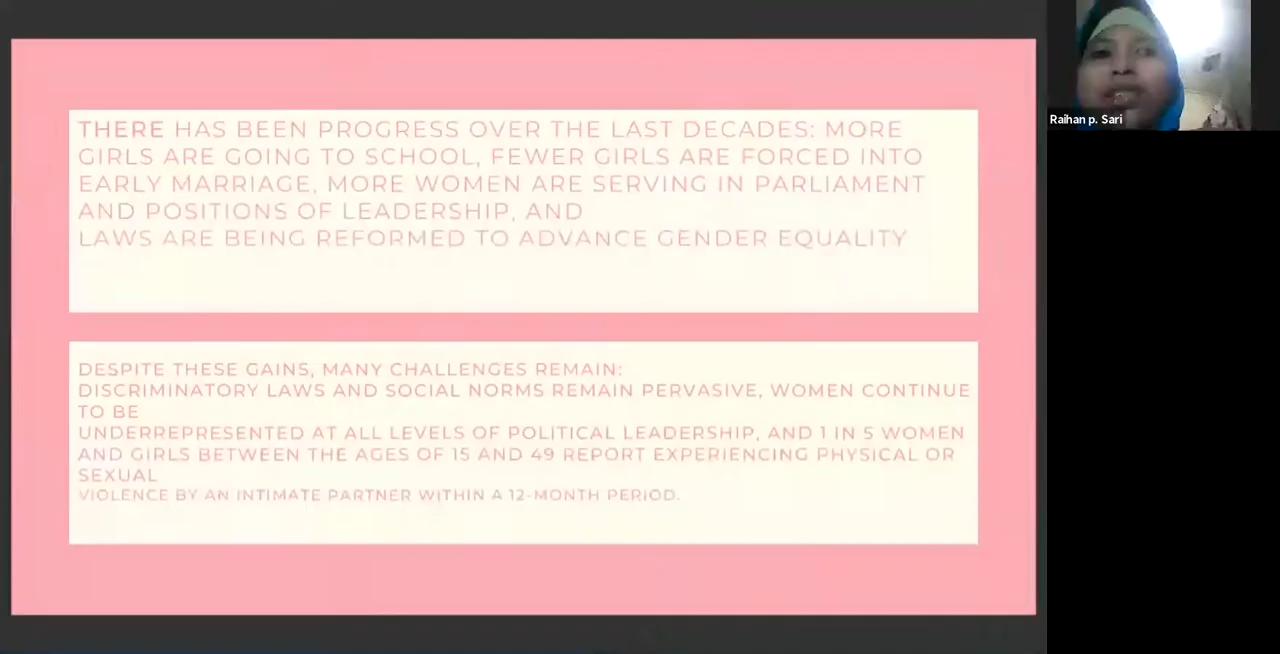 THERE HAS BEEN PROGRESS OVER THE LAST DECADES: MORE
GIRLS ARE GOING TO SCHOOL, FEWER GIRLS ARE FORCED INTO
EARLY MARRIAGE, MORE WOMEN ARE SERVING IN PARLIAMENT
AND POSITIONS OF LEADERSHIP, AND
LAWS ARE BEING REFORMED TO ADVANCE GENDER EQUALITY
DESPITE THESE GAINS, MANY CHALLENGES REMAIN:
DISCRIMINATORY LAWS AND SOCIAL NORMS REMAIN PERVASIVE, WOMEN CONTINUE
TO BE
UNDERREPRESENTED AT ALL LEVELS OF POLITICAL LEADERSHIP, AND 1 IN 5 WOMEN
AND GIRLS BETWEEN THE AGES OF 15 AND 49 REPORT EXPERIENCING PHYSICAL OR
SEXUAL
VIOLENCE BY AN INTIMATE PARTNER WITHIN A 12-MONTH PERIOD.
Raihan p. Sari